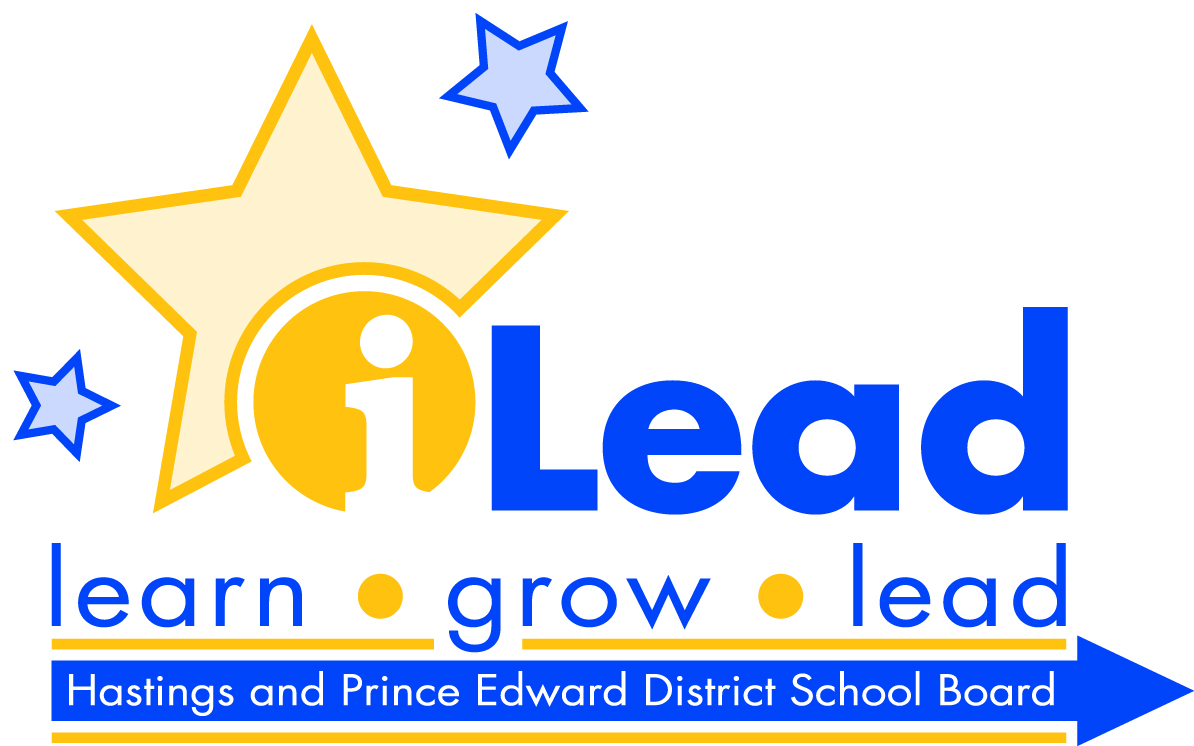 iLead
learn • grow • lead
Hastings and Prince Edward District School Board